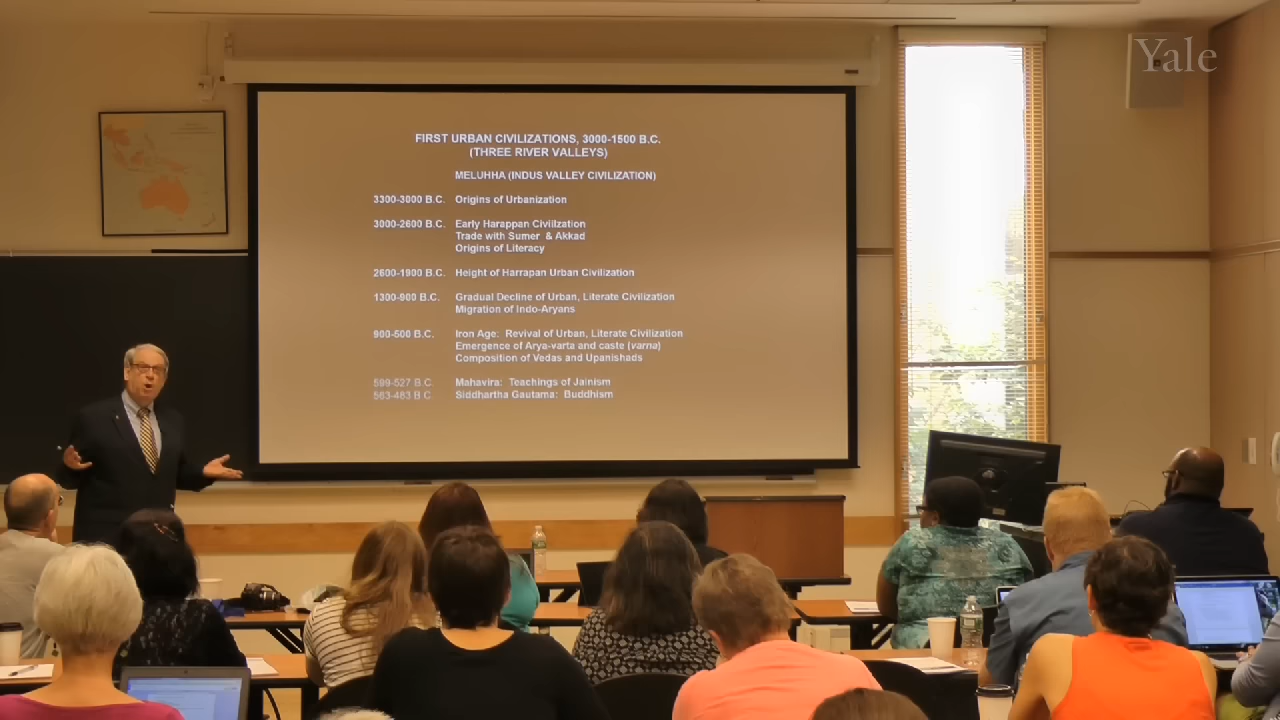 Yale
FIRST URBAN CIVILIZATIONS, 3000-1500 B.C.
(THREE RIVER VALLEYS)
MELUHHA (INDUS VALLEY CIVILIZATION)
3300-3000 B.C. Origins of Urbanization
3000-2600 B.C. Early Harappan Civilization
Trade with Sumer & Akkad
Origins of Literacy
2600-1900 B.C. Height of Harrapan Urban Civilization
1300-900 B.C. Gradual Decline of Urban, Literate Civilization
Migration of Indo-Aryans
900-500 B.C. Iron Age: Revival of Urban, Literate Civilization
Emergence of Arya-varta and caste (varna)
Composition of Vedas and Upanishads
599-527 B.C. Mahavira: Teachings of Jainism
563-483 B.C. Siddhartha Gautama: Buddhism